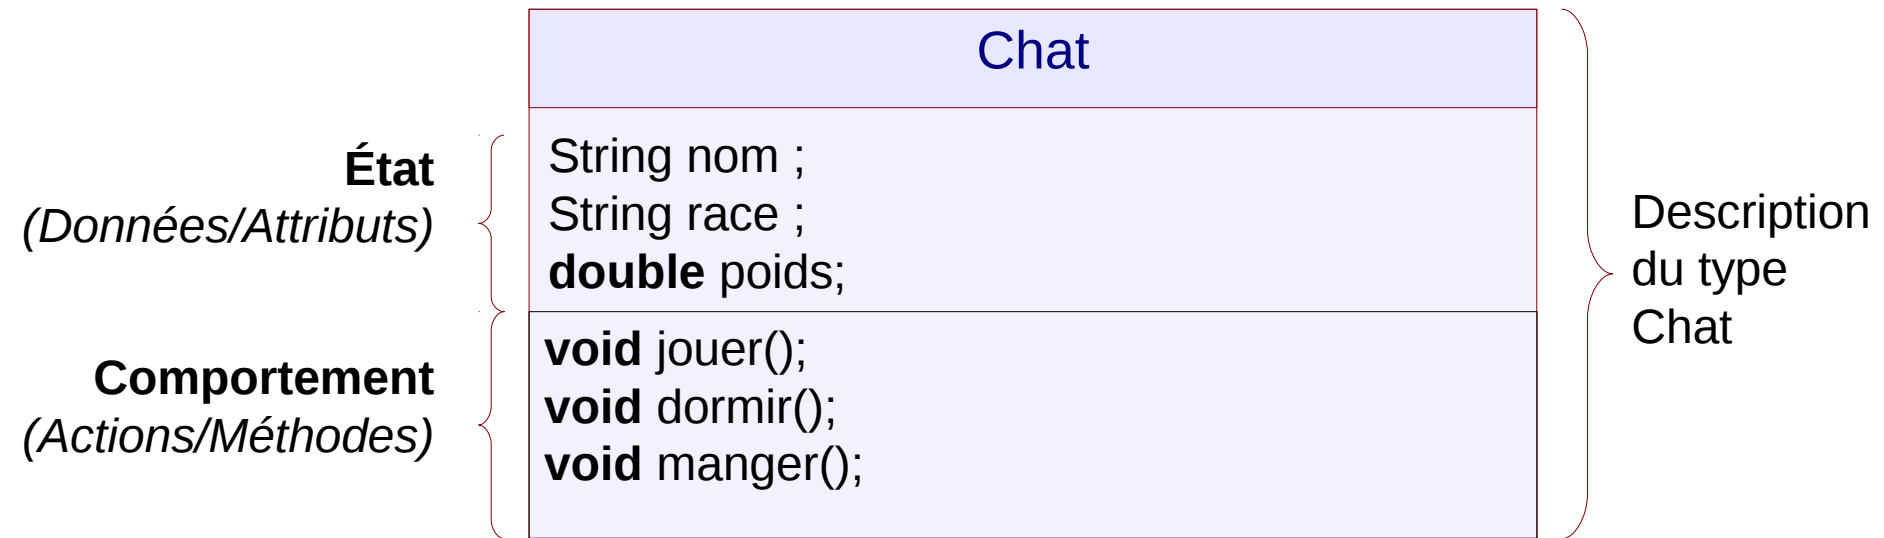 Chat
État
(Données/Attributs)
String nom ;
String race ;
double poids;
Comportement
(Actions/Méthodes)
void jouer();
void dormir();
void manger();
Description
du type
Chat